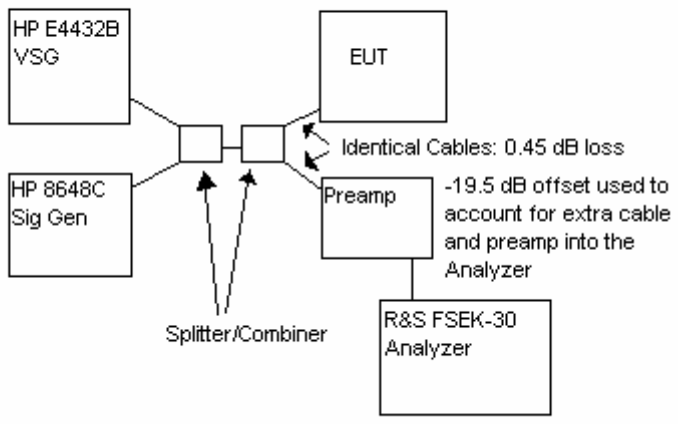 HP E4432B
VSG
EUT
Identical Cables: 0.45 dB loss
HP 8648C
Sig Gen
Preamp
-19.5 dB offset used to
account for extra cable
and preamp into the
Analyzer
Splitter/Combiner
R&S FSEK-30
Analyzer